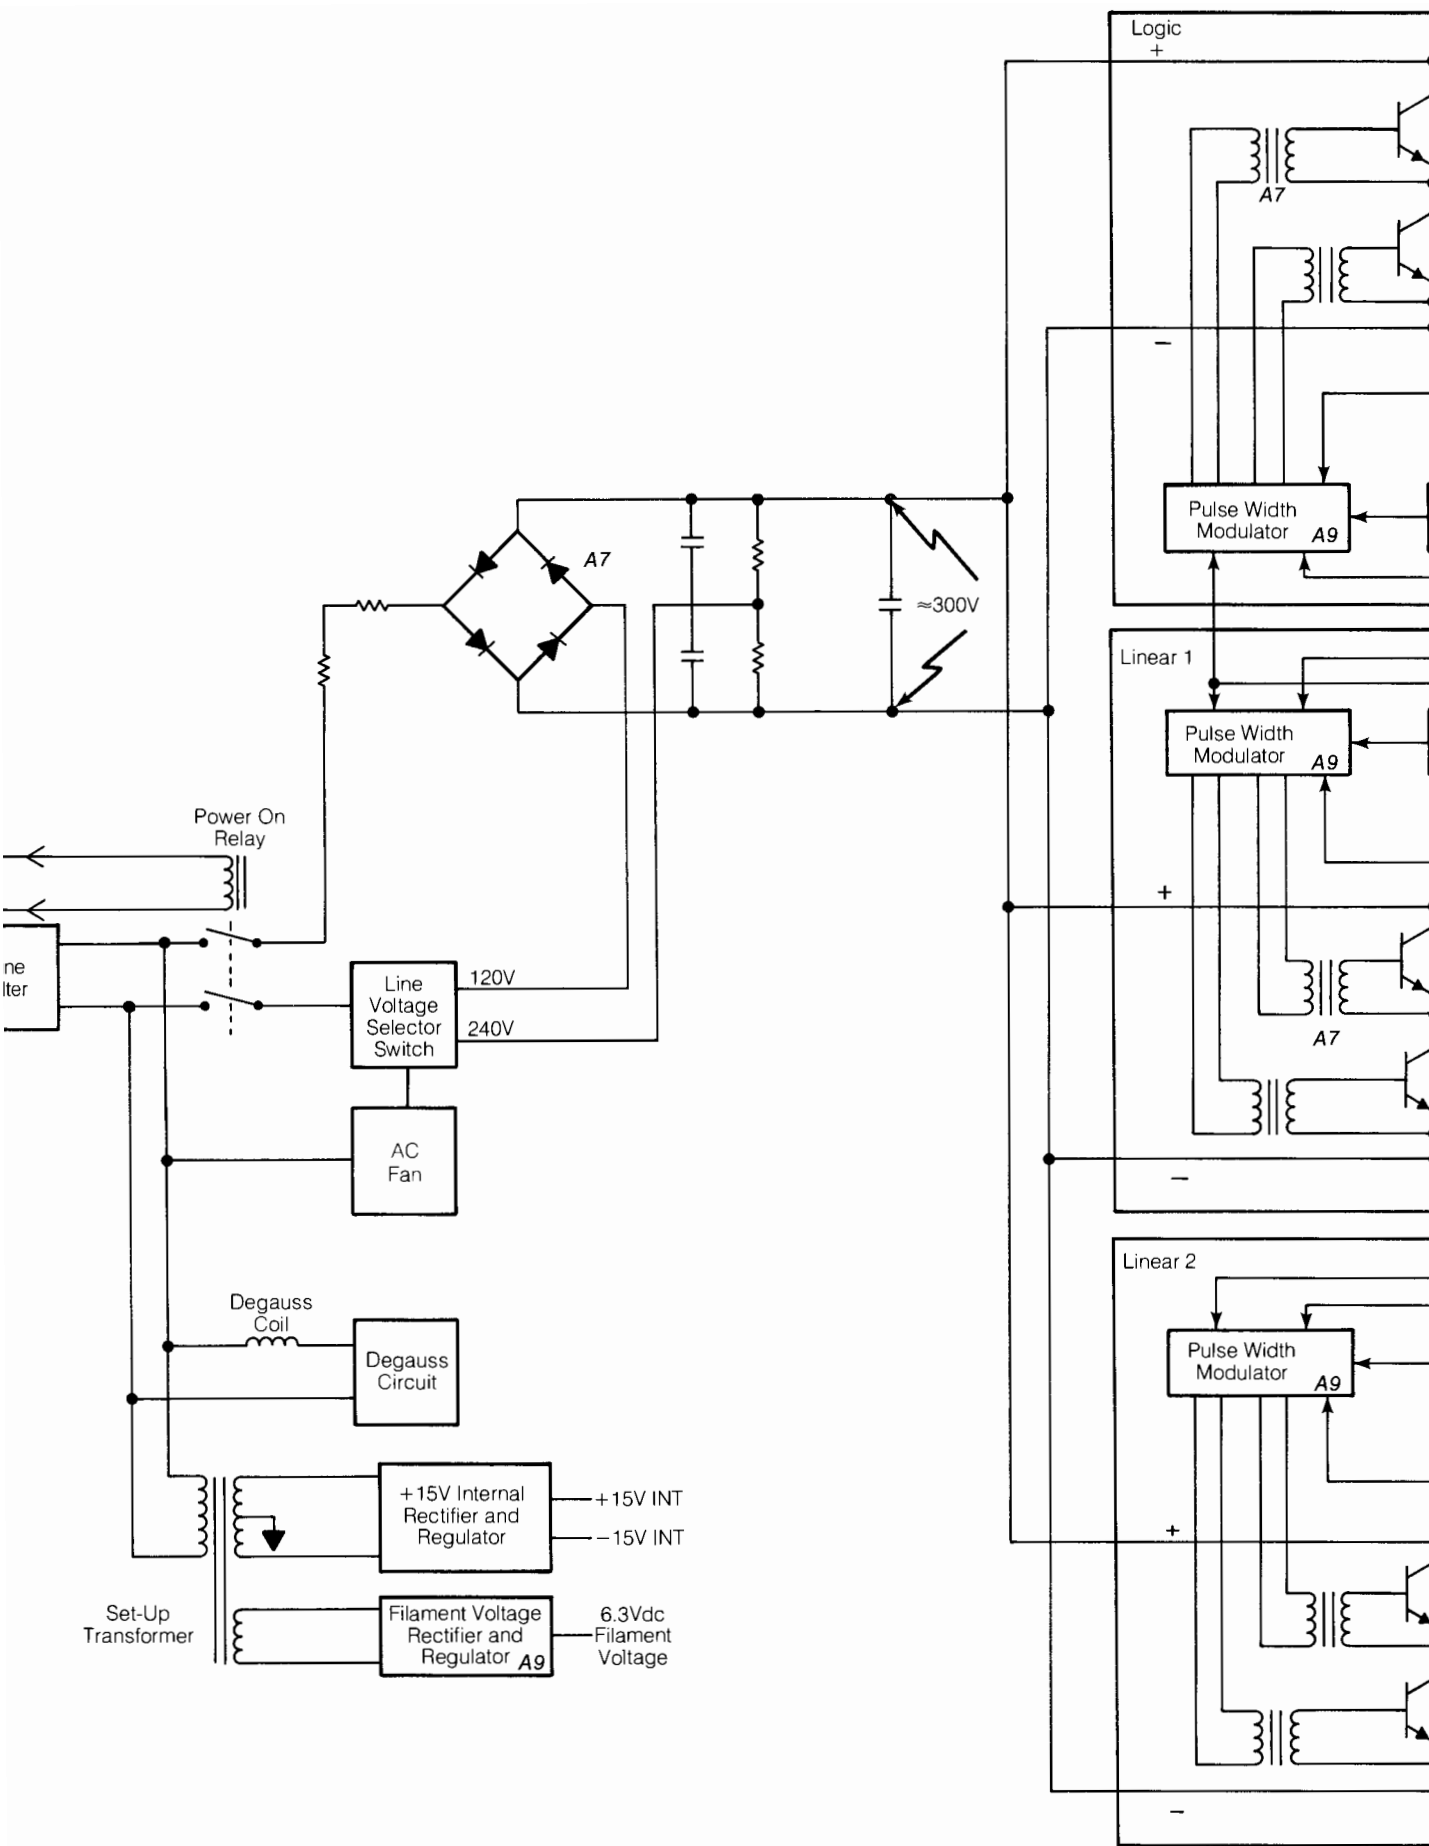 Logic
+
A7
−
Pulse Width
Modulator A9
A7
≈300V
Linear 1
Pulse Width
Modulator A9
+
A7
−
Power On
Relay
ne
lter
Line
Voltage
Selector
Switch
120V
240V
AC
Fan
Degauss
Coil
Degauss
Circuit
+15V Internal
Rectifier and
Regulator
+15V INT
−15V INT
Set-Up
Transformer
Filament Voltage
Rectifier and
Regulator A9
6.3Vdc
Filament
Voltage
Linear 2
Pulse Width
Modulator A9
+
−